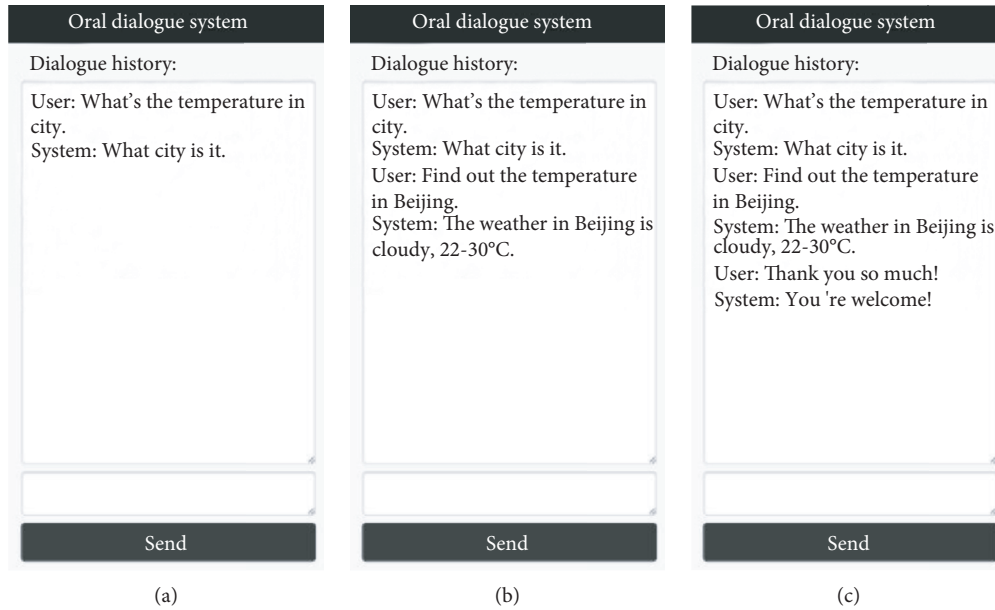 Oral dialogue system
Dialogue history:
User: What's the temperature in
city.
System: What city is it.
Send
(a)
Oral dialogue system
Dialogue history:
User: What's the temperature in
city.
System: What city is it.
User: Find out the temperature
in Beijing.
System: The weather in Beijing is
cloudy, 22-30°C.
Send
(b)
Oral dialogue system
Dialogue history:
User: What's the temperature in
city.
System: What city is it.
User: Find out the temperature
in Beijing.
System: The weather in Beijing is
cloudy, 22-30°C.
User: Thank you so much!
System: You 're welcome!
Send
(c)